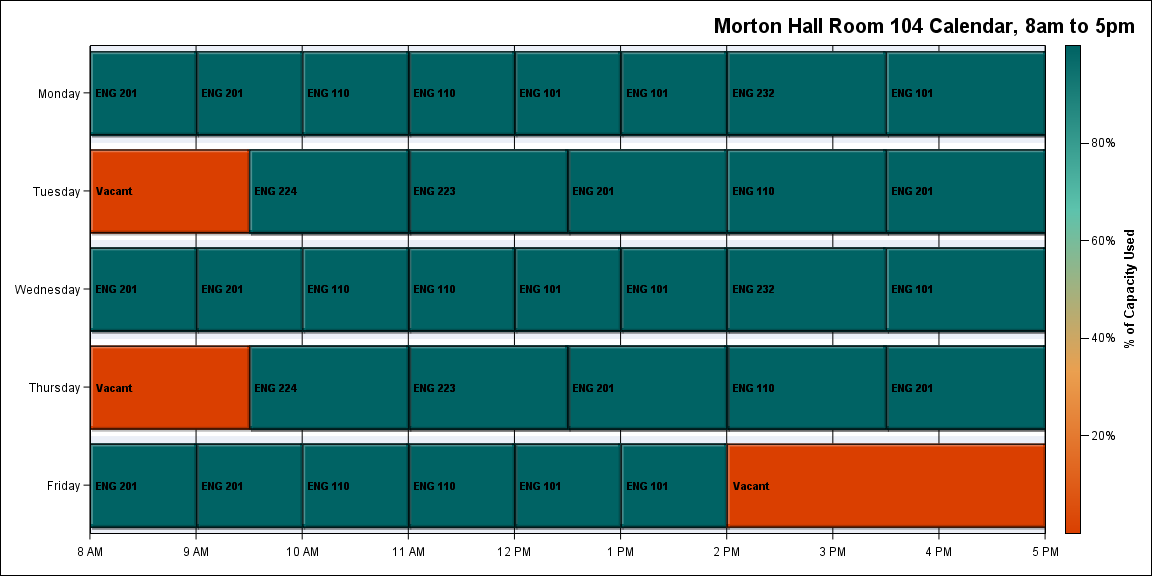 Morton Hall Room 104 Calendar, 8am to 5pm
Monday
ENG 201
ENG 201
ENG 110
ENG 110
ENG 101
ENG 101
ENG 232
ENG 101
Tuesday
Vacant
ENG 224
ENG 223
ENG 201
ENG 110
ENG 201
Wednesday
ENG 201
ENG 201
ENG 110
ENG 110
ENG 101
ENG 101
ENG 232
ENG 101
Thursday
Vacant
ENG 224
ENG 223
ENG 201
ENG 110
ENG 201
Friday
ENG 201
ENG 201
ENG 110
ENG 110
ENG 101
ENG 101
Vacant
8 AM
9 AM
10 AM
11 AM
12 PM
1 PM
2 PM
3 PM
4 PM
5 PM
80%
60%
40%
20%
% of Capacity Used